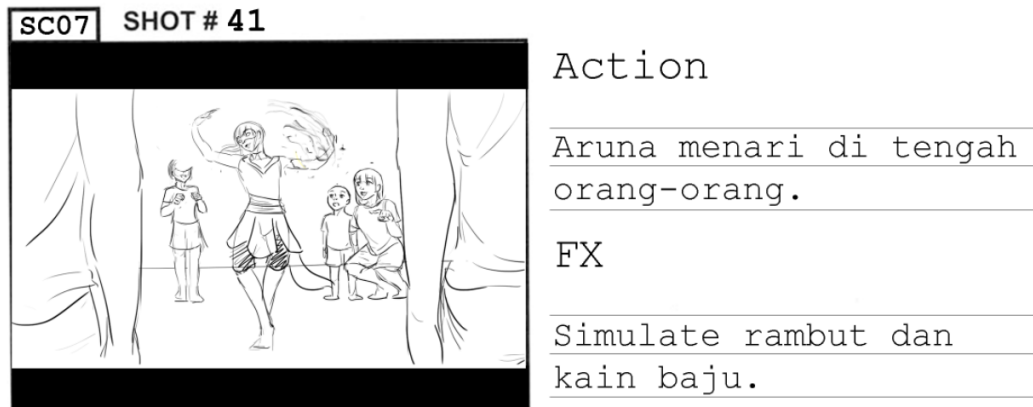 SC07 SHOT # 41
Action
Aruna menari di tengah
orang-orang.
FX
Simulate rambut dan
kain baju.